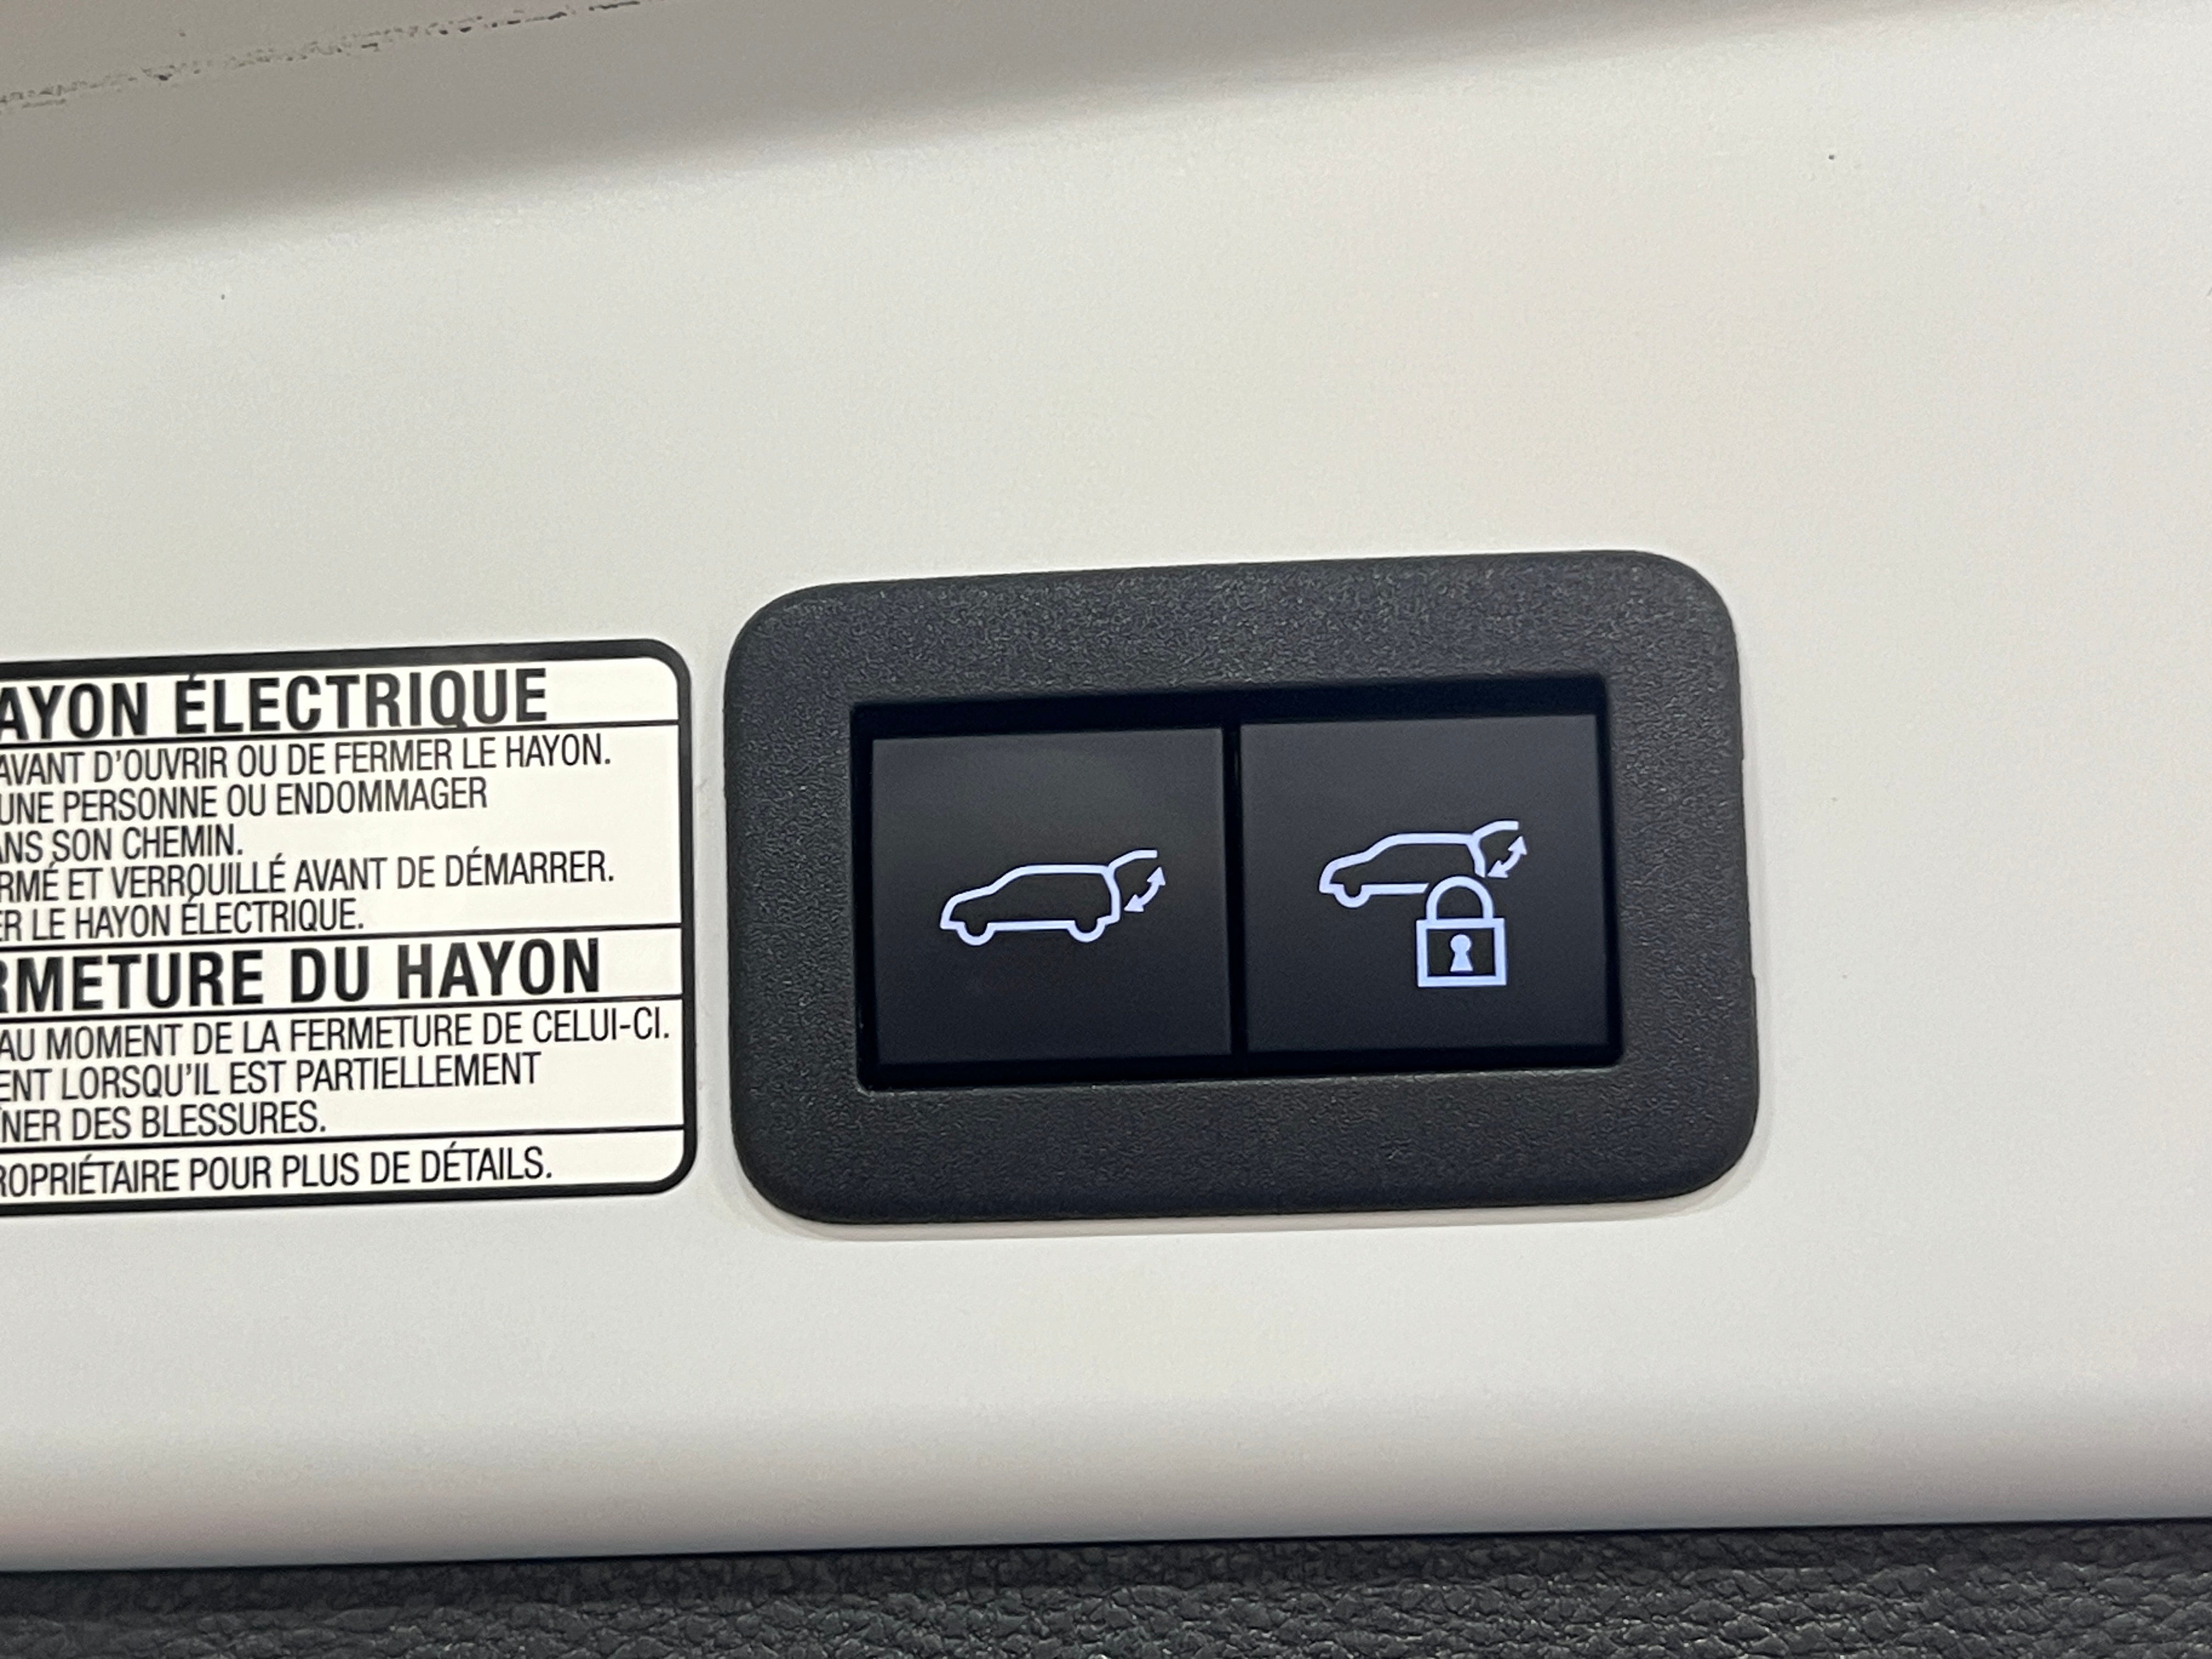 AYON ÉLECTRIQUE
AVANT D'OUVRIR OU DE FERMER LE HAYON.
UNE PERSONNE OU ENDOMMAGER
ANS SON CHEMIN.
RMÉ ET VERROUILLÉ AVANT DE DÉMARRER.
ER LE HAYON ÉLECTRIQUE.
RMETURE DU HAYON
AU MOMENT DE LA FERMETURE DE CELUI-CI.
ENT LORSQU'IL EST PARTIELLEMENT
ÎNER DES BLESSURES.
ROPRIÉTAIRE POUR PLUS DE DÉTAILS.